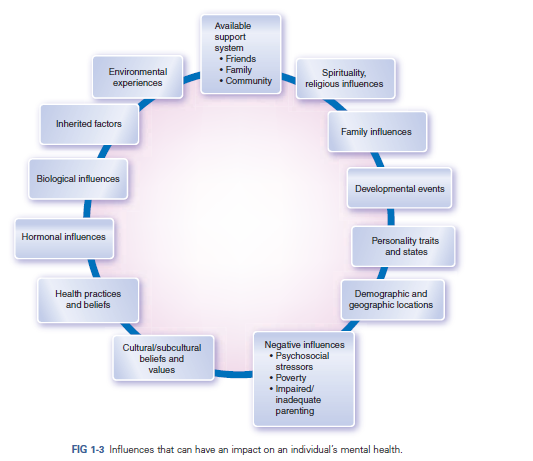 Available
support
system
• Friends
• Family
• Community
Spirituality,
religious influences
Family influences
Developmental events
Personality traits
and states
Demographic and
geographic locations
Negative influences
• Psychosocial
stressors
• Poverty
• Impaired/
inadequate
parenting
Cultural/subcultural
beliefs and
values
Health practices
and beliefs
Hormonal influences
Biological influences
Inherited factors
Environmental
experiences
FIG 1-3 Influences that can have an impact on an individual's mental health.